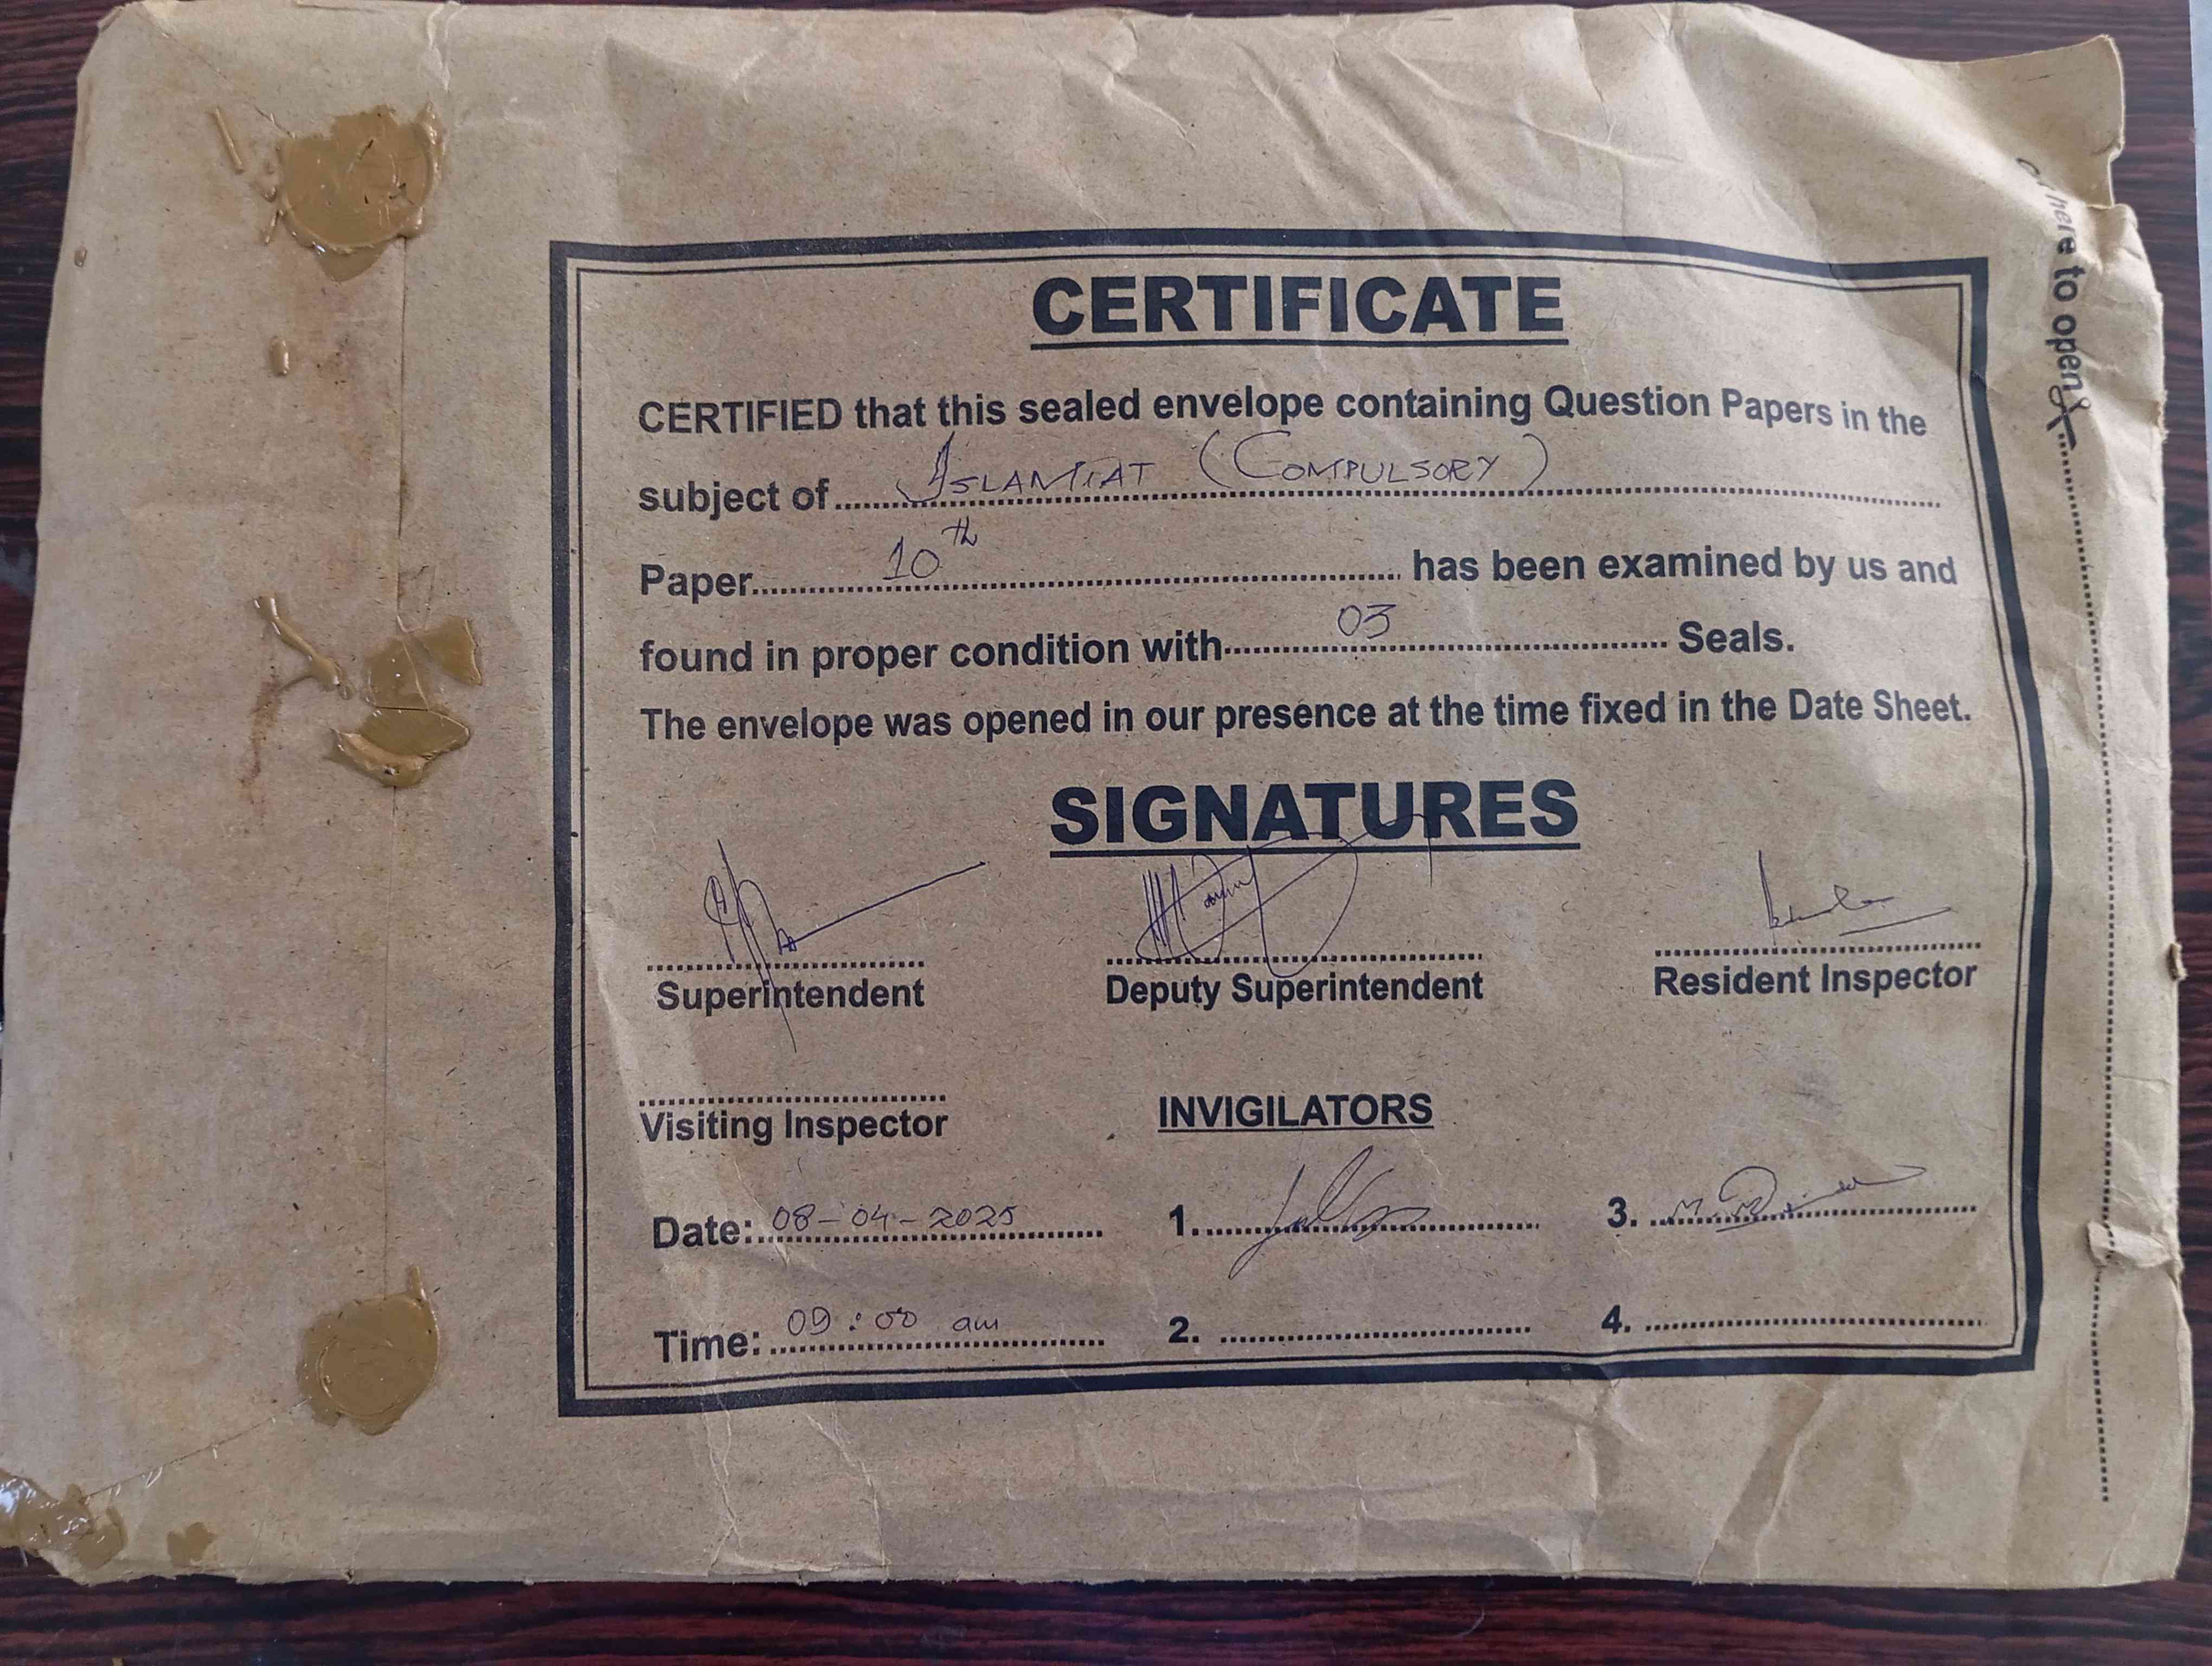 CERTIFICATE
CERTIFIED that this sealed envelope containing Question Papers in the
subject of ISLAMIAT (COMPULSORY)
Paper 10th has been examined by us and
found in proper condition with 03 Seals.
The envelope was opened in our presence at the time fixed in the Date Sheet.
SIGNATURES
Superintendent Deputy Superintendent Resident Inspector
Visiting Inspector INVIGILATORS
Date: 08-04-2025 1. 3.
Time: 09:00 am 2. 4.
here to open